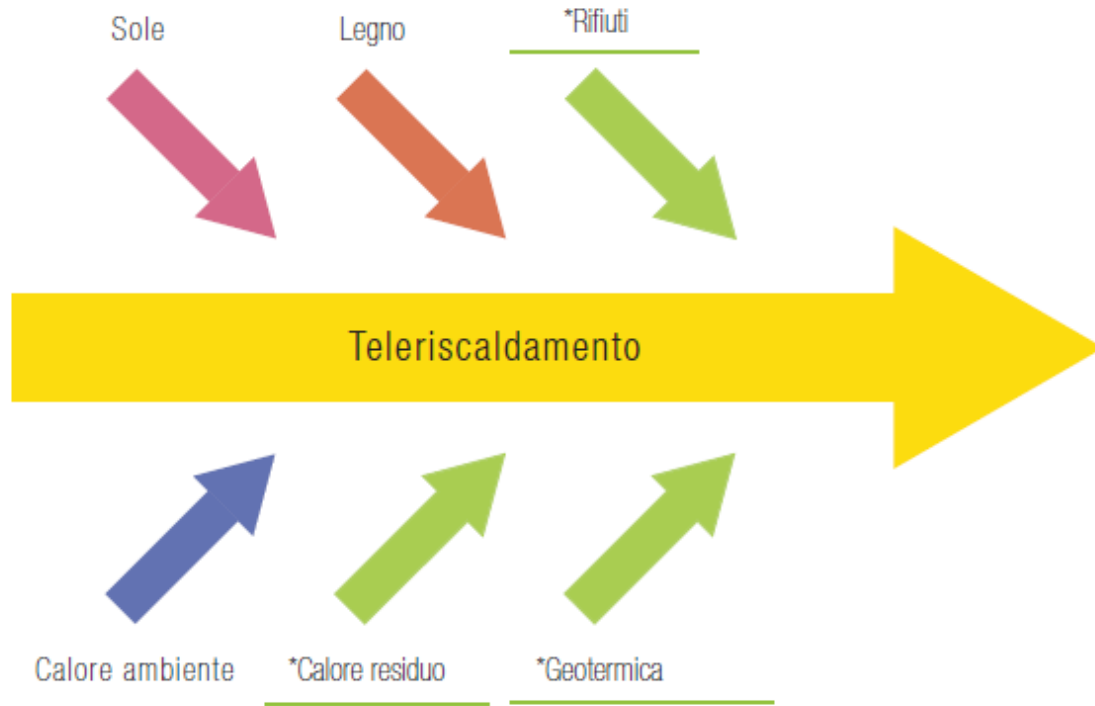 Sole
Legno
*Rifiuti
Teleriscaldamento
Calore ambiente
*Calore residuo
*Geotermica